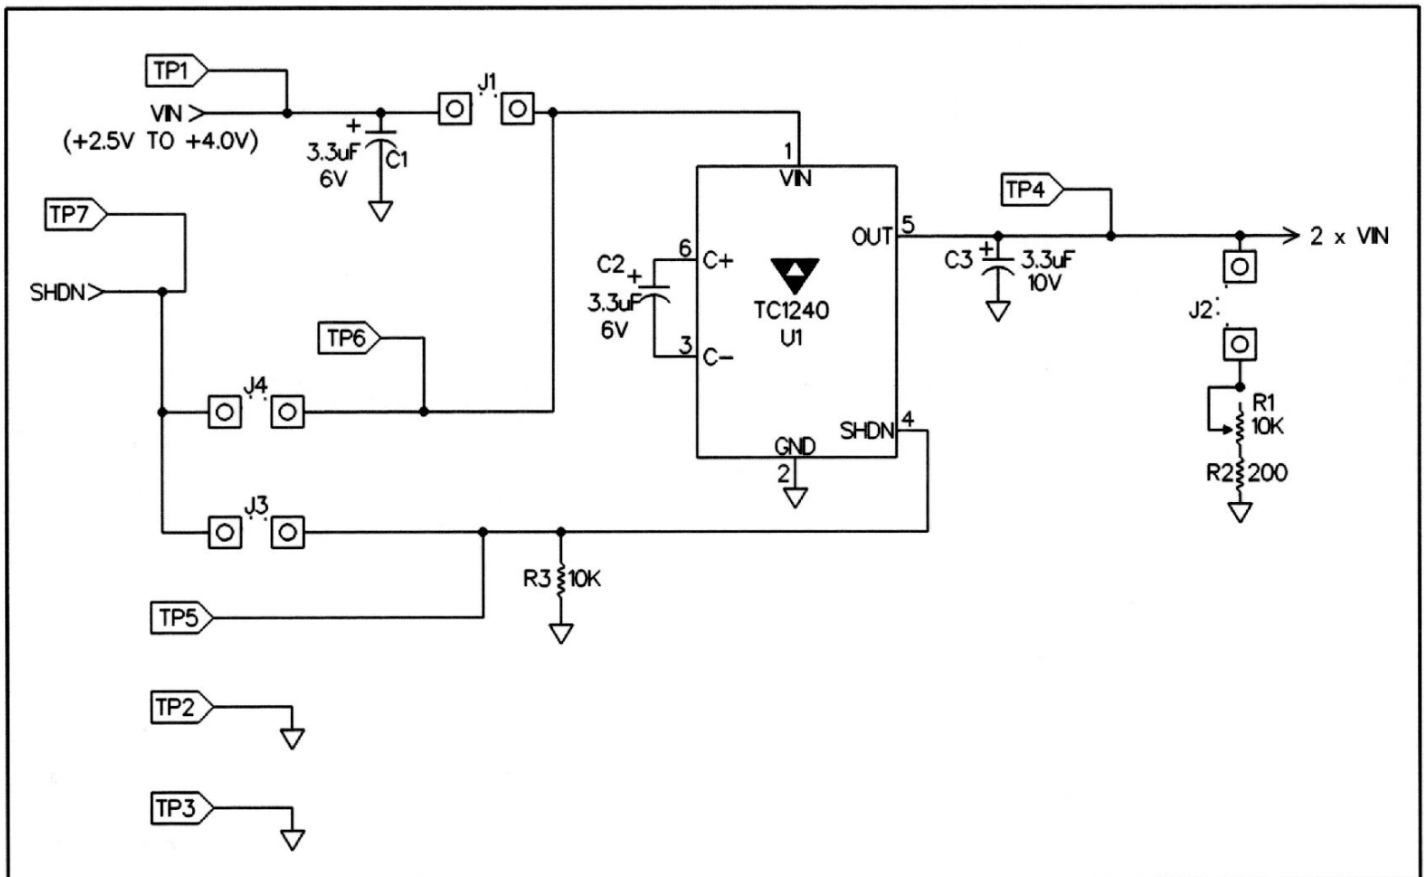 TP1
J1
VIN
(+2.5V TO +4.0V)
+
3.3uF
C1
6V
1
VIN
TP7
TP4
OUT
5
2 x VIN
6
C+
C2
+
C3
+
3.3uF
10V
SHDN
3.3uF
6V
TC1240
U1
J2
TP6
3
C-
J4
R1
10K
SHDN
4
GND
2
R2
200
J3
R3
10K
TP5
TP2
TP3